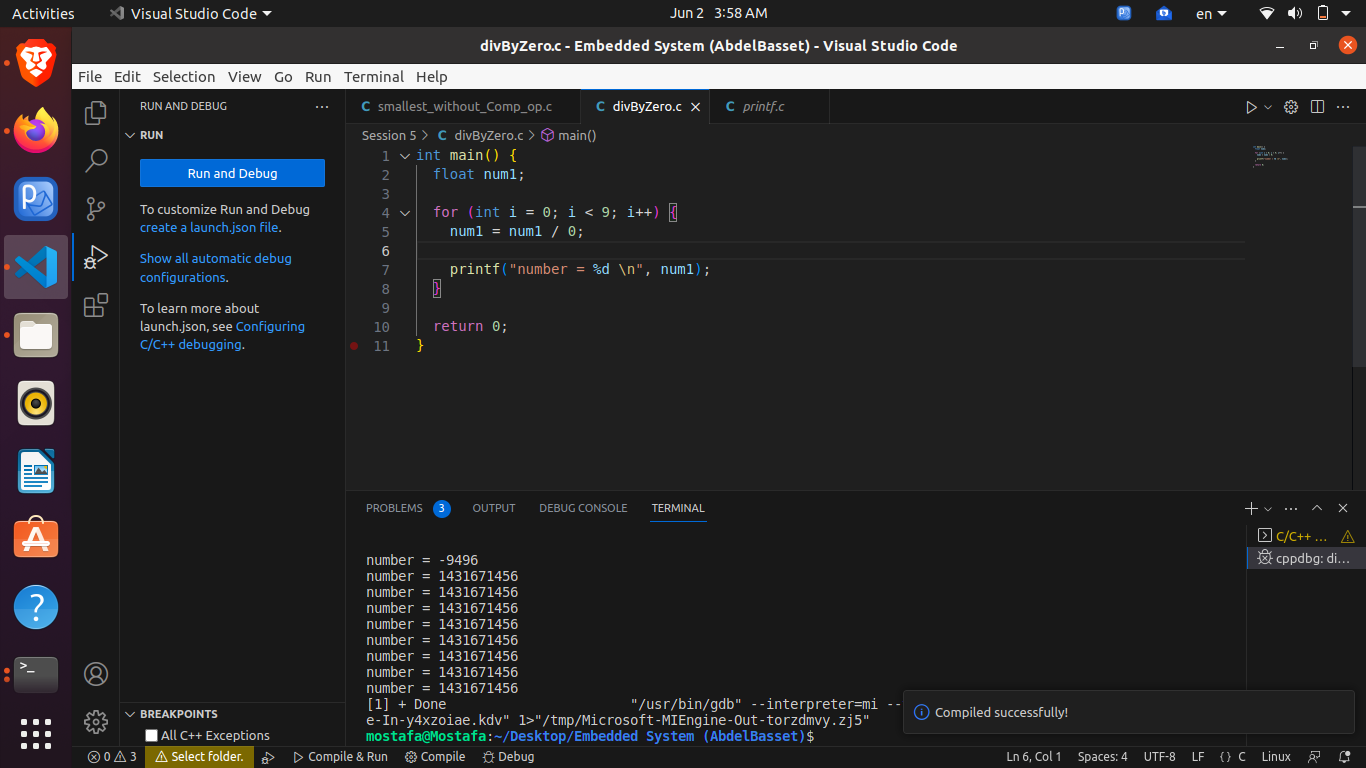 Activities
Visual Studio Code
Jun 2 3:58 AM
en
divByZero.c - Embedded System (AbdelBasset) - Visual Studio Code
File Edit Selection View Go Run Terminal Help
RUN AND DEBUG
RUN
Run and Debug
To customize Run and Debug
create a launch.json file.
Show all automatic debug
configurations.
To learn more about
launch.json, see Configuring
C/C++ debugging.
BREAKPOINTS
All C++ Exceptions
C smallest_without_Comp_op.c
C divByZero.c
C printf.c
Session 5 > C divByZero.c > main()
1 int main() {
2 float num1;
3
4 for (int i = 0; i < 9; i++) {
5 num1 = num1 / 0;
6
7 printf("number = %d \n", num1);
8 }
9
10 return 0;
11 }
PROBLEMS 3 OUTPUT DEBUG CONSOLE TERMINAL
C/C++ ...
cppdbg: di...
number = -9496
number = 1431671456
number = 1431671456
number = 1431671456
number = 1431671456
number = 1431671456
number = 1431671456
number = 1431671456
number = 1431671456
[1] + Done "/usr/bin/gdb" --interpreter=mi --
e-In-y4xzoiae.kdv" 1>"/tmp/Microsoft-MIEngine-Out-torzdmvy.zj5"
mostafa@Mostafa:~/Desktop/Embedded System (AbdelBasset)$
Compiled successfully!
0 3 Select folder. Compile & Run Compile Debug
Ln 6, Col 1 Spaces: 4 UTF-8 LF {} C Linux